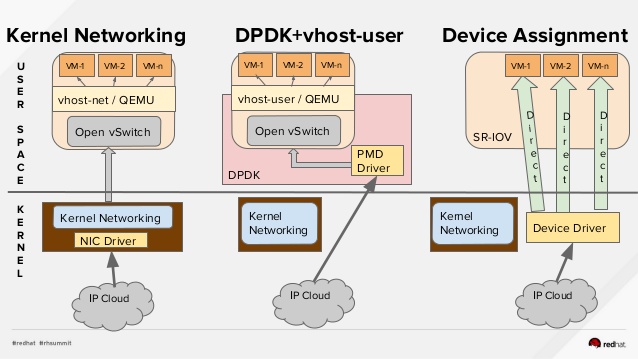 Kernel Networking
DPDK+vhost-user
Device Assignment
USER SPACE
KERNEL
VM-1
VM-2
VM-n
vhost-net / QEMU
Open vSwitch
Kernel Networking
NIC Driver
IP Cloud
VM-1
VM-2
VM-n
vhost-user / QEMU
Open vSwitch
PMD
Driver
DPDK
Kernel
Networking
IP Cloud
VM-1
VM-2
VM-n
Direct
Direct
Direct
SR-IOV
Kernel
Networking
Device Driver
IP Cloud
#redhat #rhsummit
redhat.